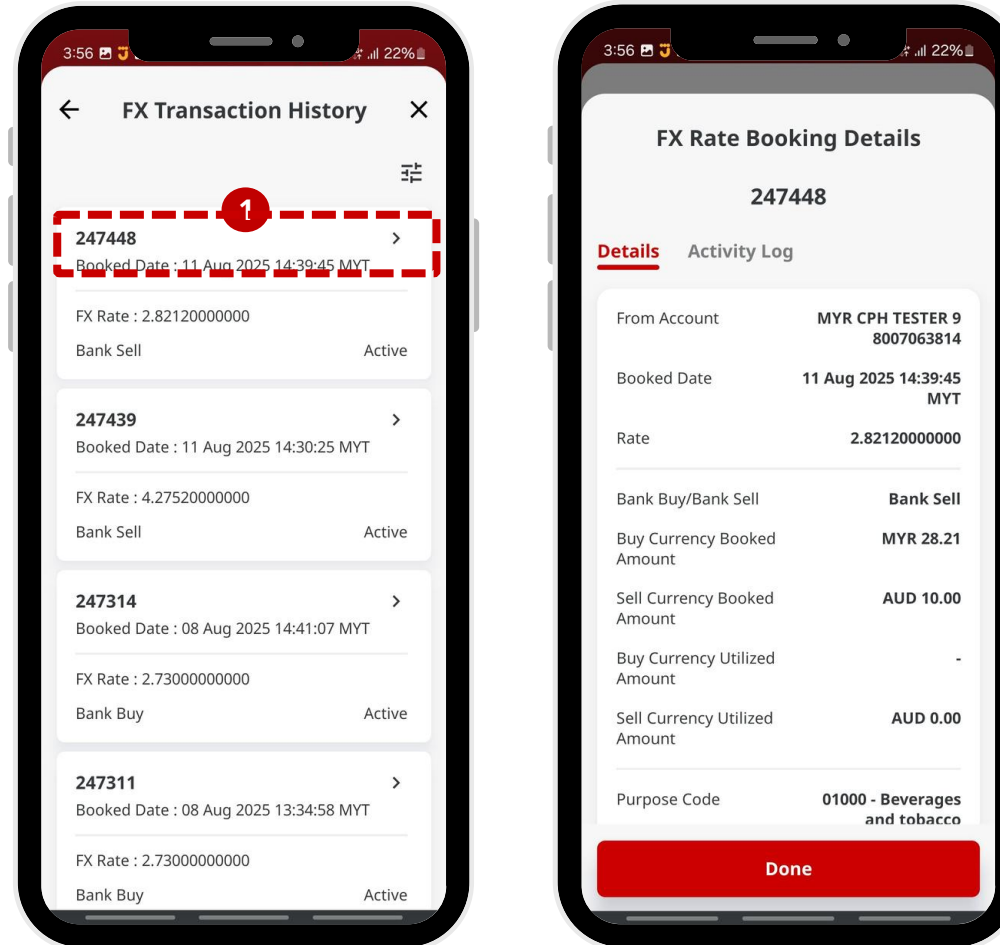 3:56
22%
FX Transaction History
1
247448
Booked Date : 11 Aug 2025 14:39:45 MYT
FX Rate : 2.82120000000
Bank Sell
Active
247439
Booked Date : 11 Aug 2025 14:30:25 MYT
FX Rate : 4.27520000000
Bank Sell
Active
247314
Booked Date : 08 Aug 2025 14:41:07 MYT
FX Rate : 2.73000000000
Bank Buy
Active
247311
Booked Date : 08 Aug 2025 13:34:58 MYT
FX Rate : 2.73000000000
Bank Buy
Active
3:56
22%
FX Rate Booking Details
247448
Details
Activity Log
From Account
MYR CPH TESTER 9
8007063814
Booked Date
11 Aug 2025 14:39:45
MYT
Rate
2.82120000000
Bank Buy/Bank Sell
Bank Sell
Buy Currency Booked
Amount
MYR 28.21
Sell Currency Booked
Amount
AUD 10.00
Buy Currency Utilized
Amount
-
Sell Currency Utilized
Amount
AUD 0.00
Purpose Code
01000 - Beverages
and tobacco
Done